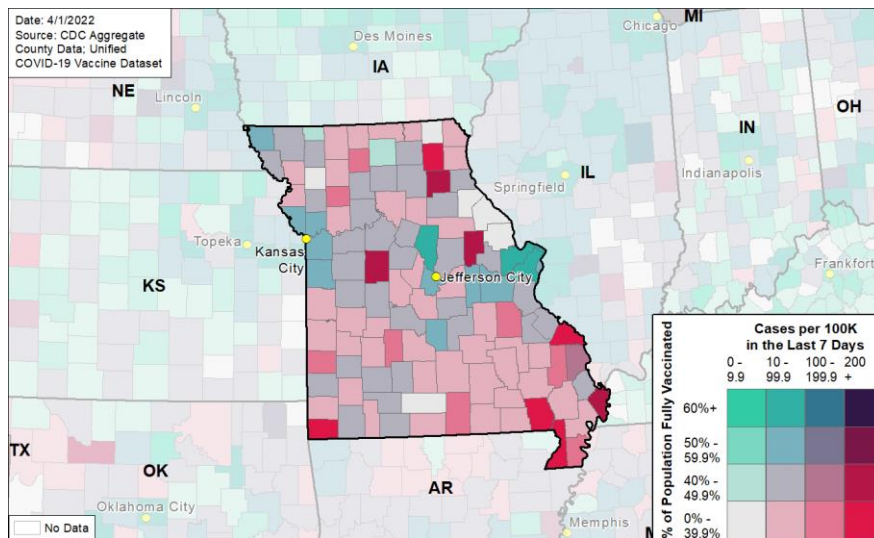 Date: 4/1/2022
Source: CDC Aggregate
County Data; Unified
COVID-19 Vaccine Dataset
Chicago
MI
Des Moines
IA
NE
Lincoln
OH
IN
IL
Indianapolis
Springfield
Topeka
Kansas
City
Jefferson City
Frankfort
KS
Cases per 100K
in the Last 7 Days
0 -
9.9
10 -
99.9
100 -
199.9
200
+
% of Population Fully Vaccinated
60%+
50% -
59.9%
40% -
49.9%
0% -
39.9%
TX
OK
AR
Oklahoma City
Memphis
No Data